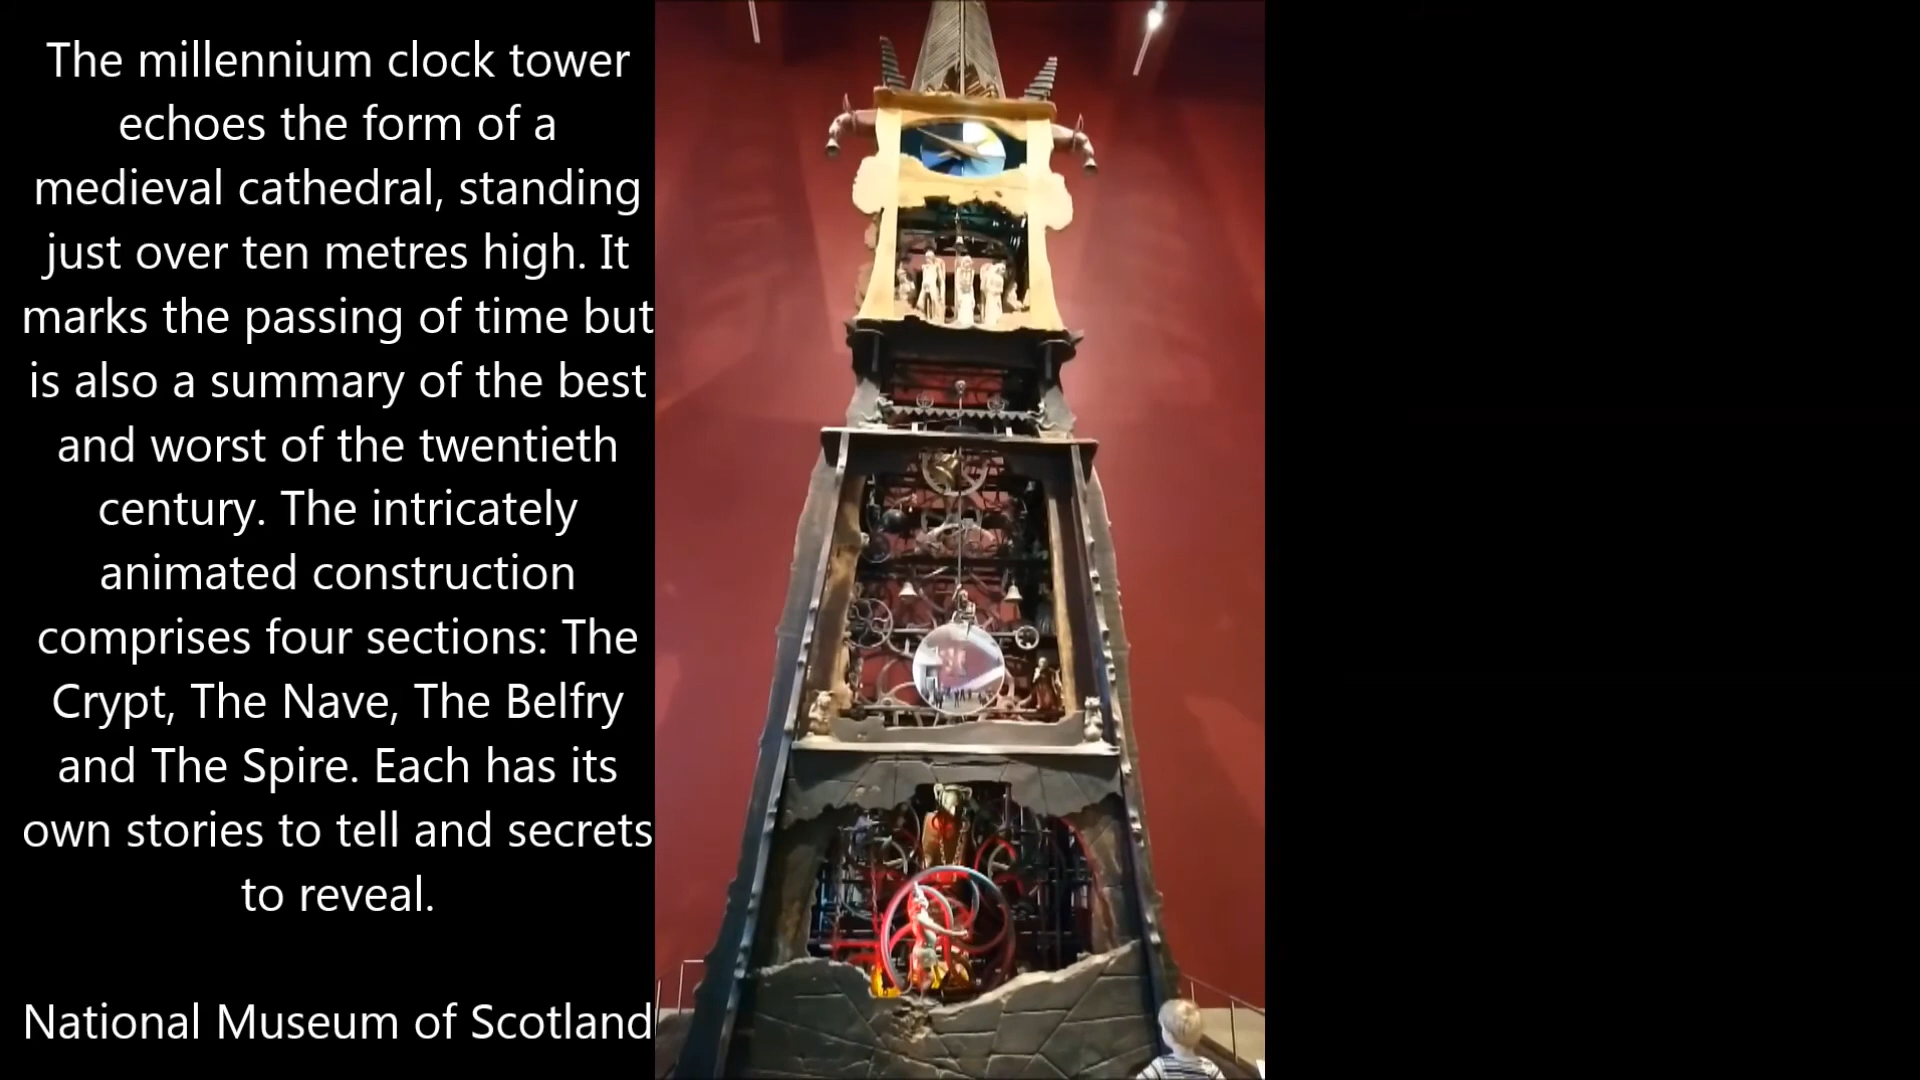 The millennium clock tower
echoes the form of a
medieval cathedral, standing
just over ten metres high. It
marks the passing of time but
is also a summary of the best
and worst of the twentieth
century. The intricately
animated construction
comprises four sections: The
Crypt, The Nave, The Belfry
and The Spire. Each has its
own stories to tell and secrets
to reveal.
National Museum of Scotland